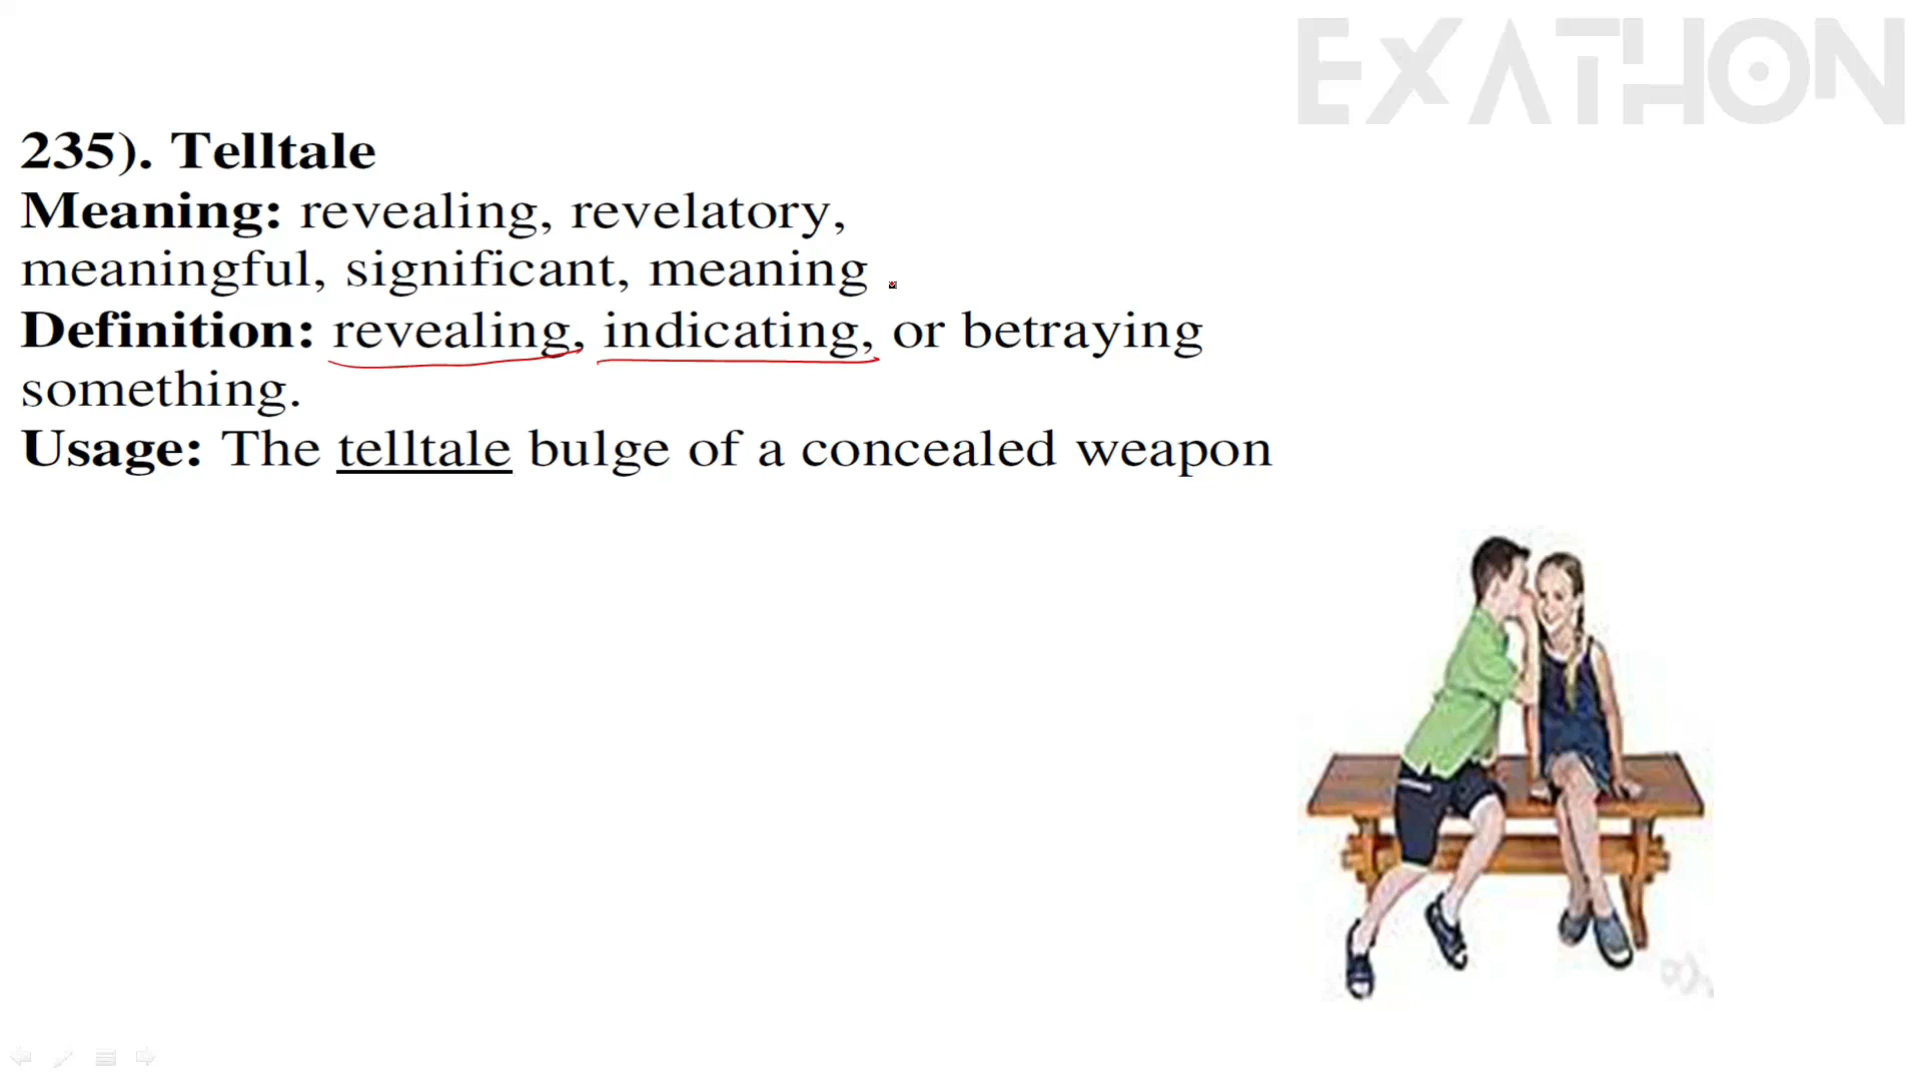 EXATHON
235). Telltale
Meaning: revealing, revelatory,
meaningful, significant, meaning
Definition: revealing, indicating, or betraying
something.
Usage: The telltale bulge of a concealed weapon